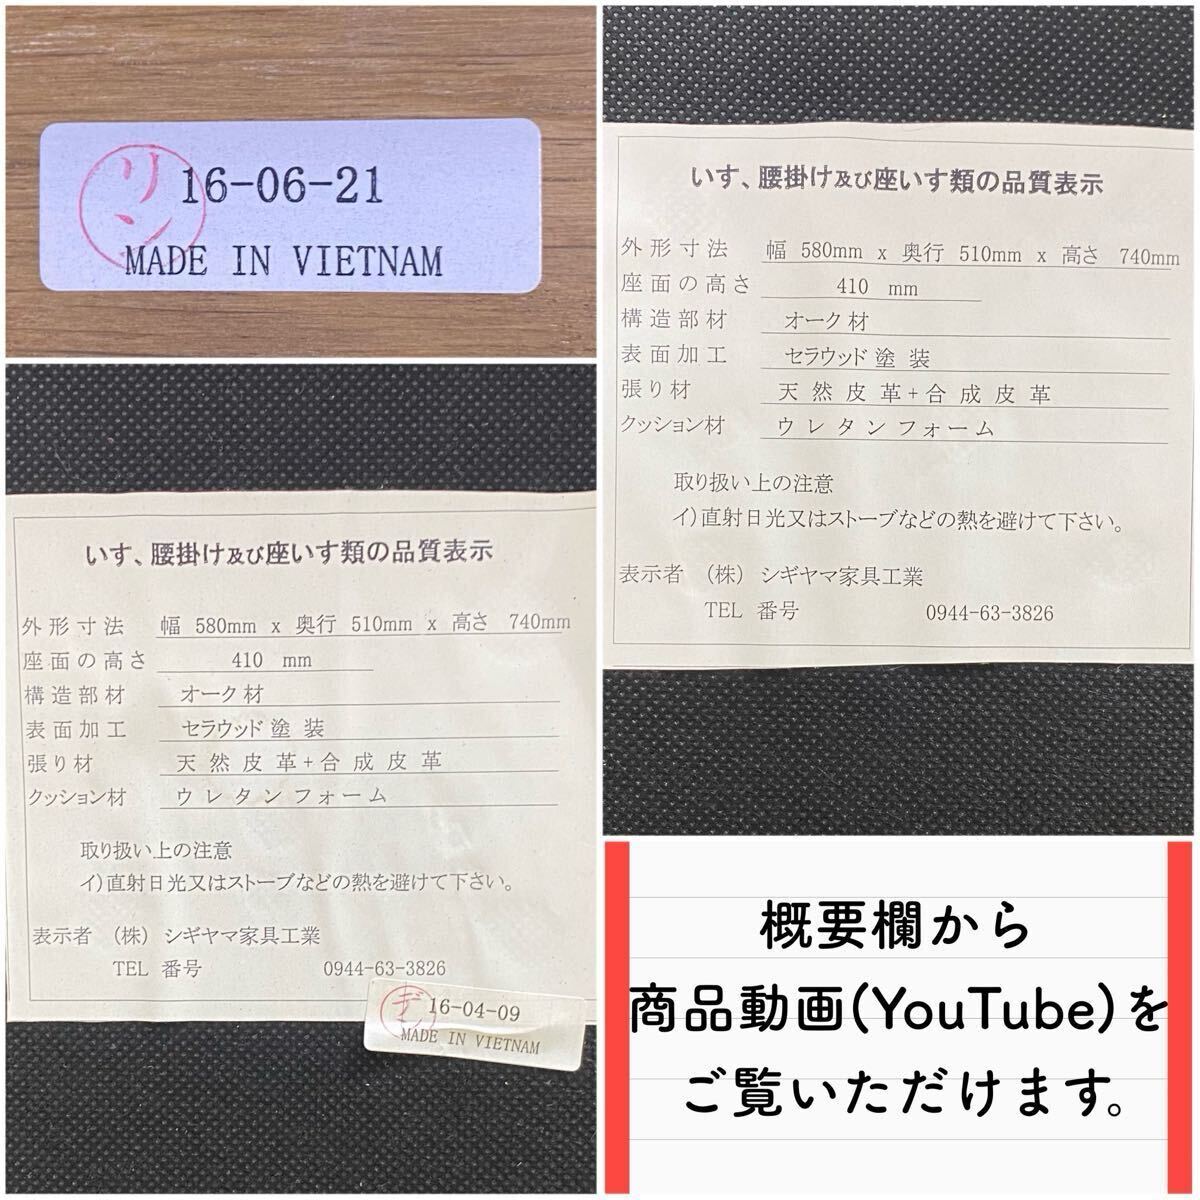 リン
16-06-21
MADE IN VIETNAM
いす、腰掛け及び座いす類の品質表示
外形寸法 幅 580mm x 奥行 510mm x 高さ 740mm
座面の高さ 410 mm
構造部材 オーク材
表面加工 セラウッド塗装
張り材 天然皮革+合成皮革
クッション材 ウレタンフォーム
取り扱い上の注意
イ)直射日光又はストーブなどの熱を避けて下さい。
表示者 (株) シギヤマ家具工業
TEL 番号 0944-63-3826
いす、腰掛け及び座いす類の品質表示
外形寸法 幅 580mm x 奥行 510mm x 高さ 740mm
座面の高さ 410 mm
構造部材 オーク材
表面加工 セラウッド塗装
張り材 天然皮革+合成皮革
クッション材 ウレタンフォーム
取り扱い上の注意
イ)直射日光又はストーブなどの熱を避けて下さい。
表示者 (株) シギヤマ家具工業
TEL 番号 0944-63-3826
16-04-09
MADE IN VIETNAM
概要欄から
商品動画(YouTube)を
ご覧いただけます。